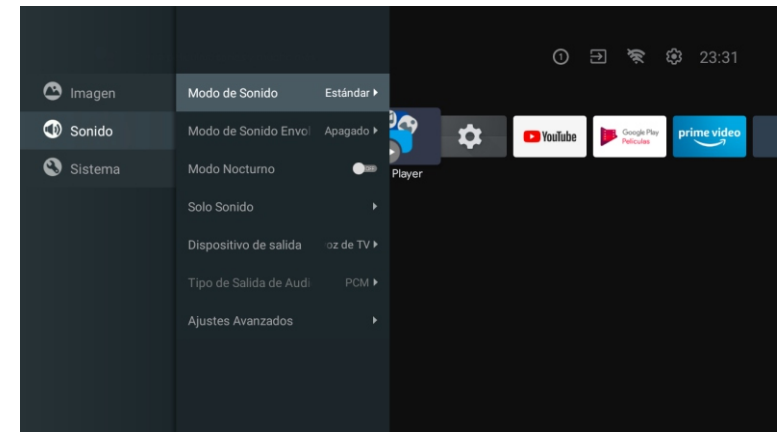 1
23:31
Imagen
Sonido
Sistema
Modo de Sonido Estándar
Modo de Sonido Envol Apagado
Modo Nocturno OFF
Solo Sonido
Dispositivo de salida oz de TV
Tipo de Salida de Audi PCM
Ajustes Avanzados
Player
YouTube
Google Play
Películas
prime video